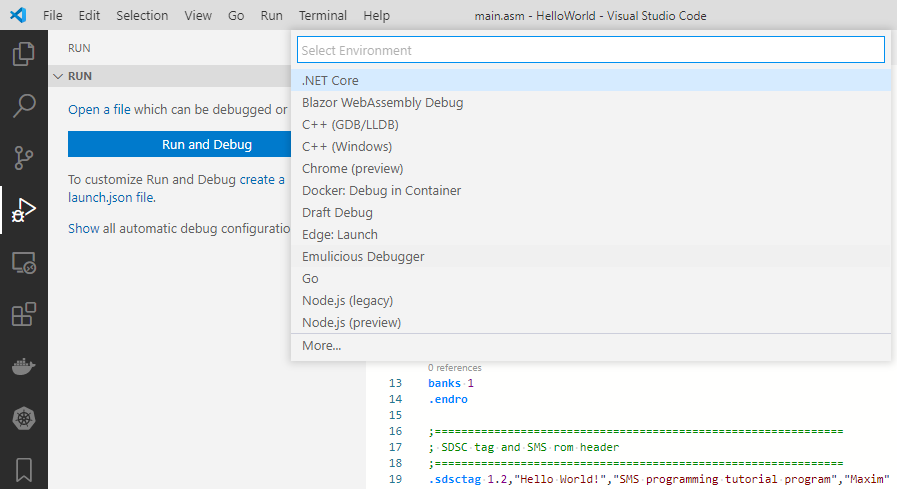 File Edit Selection View Go Run Terminal Help main.asm - HelloWorld - Visual Studio Code
RUN
RUN
Open a file which can be debugged or
Run and Debug
To customize Run and Debug create a
launch.json file.
Show all automatic debug configuratio
Select Environment
.NET Core
Blazor WebAssembly Debug
C++ (GDB/LLDB)
C++ (Windows)
Chrome (preview)
Docker: Debug in Container
Draft Debug
Edge: Launch
Emulicious Debugger
Go
Node.js (legacy)
Node.js (preview)
More...
0 references
13 banks 1
14 .endro
15
16 ;==============================================================
17 ; SDSC tag and SMS rom header
18 ;==============================================================
19 .sdsctag 1.2,"Hello World!","SMS programming tutorial program","Maxim"